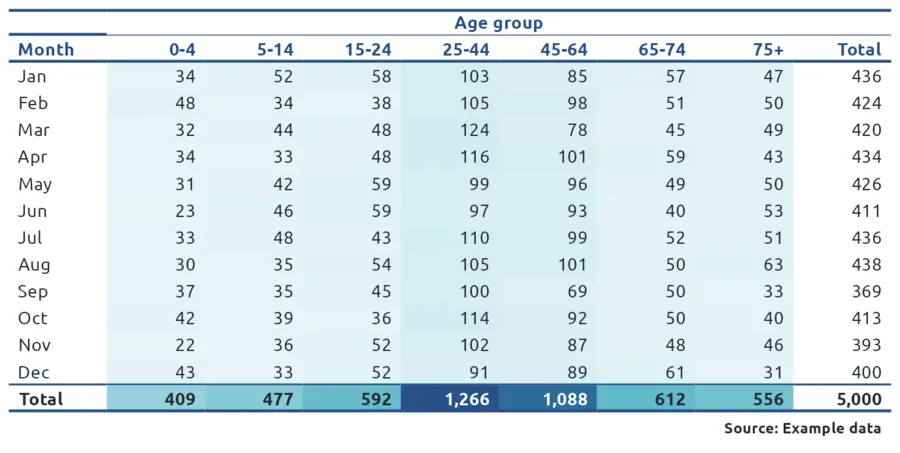 Age group
Month 0-4 5-14 15-24 25-44 45-64 65-74 75+ Total
Jan 34 52 58 103 85 57 47 436
Feb 48 34 38 105 98 51 50 424
Mar 32 44 48 124 78 45 49 420
Apr 34 33 48 116 101 59 43 434
May 31 42 59 99 96 49 50 426
Jun 23 46 59 97 93 40 53 411
Jul 33 48 43 110 99 52 51 436
Aug 30 35 54 105 101 50 63 438
Sep 37 35 45 100 69 50 33 369
Oct 42 39 36 114 92 50 40 413
Nov 22 36 52 102 87 48 46 393
Dec 43 33 52 91 89 61 31 400
Total 409 477 592 1,266 1,088 612 556 5,000
Source: Example data